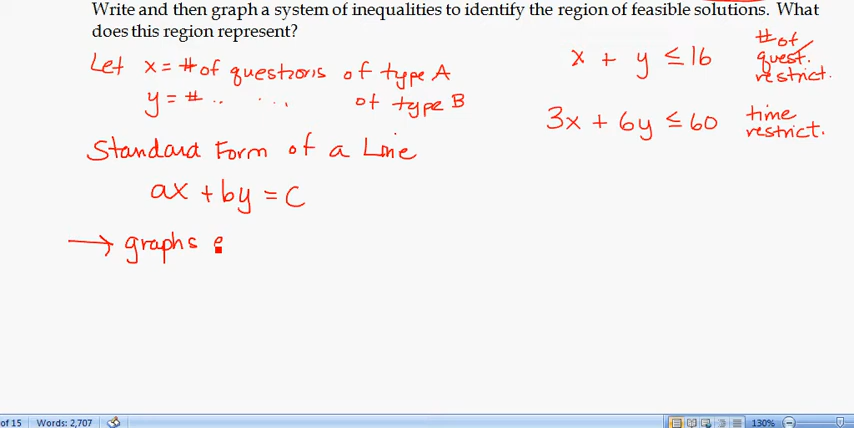 Write and then graph a system of inequalities to identify the region of feasible solutions. What
does this region represent?
Let x = # of questions of type A
y = # .. ... of type B
x + y ≤ 16
# of
quest.
restrict.
3x + 6y ≤ 60
time
restrict.
Standard Form of a Line
ax + by = c
→ graphs e
of 15 Words: 2,707 130%